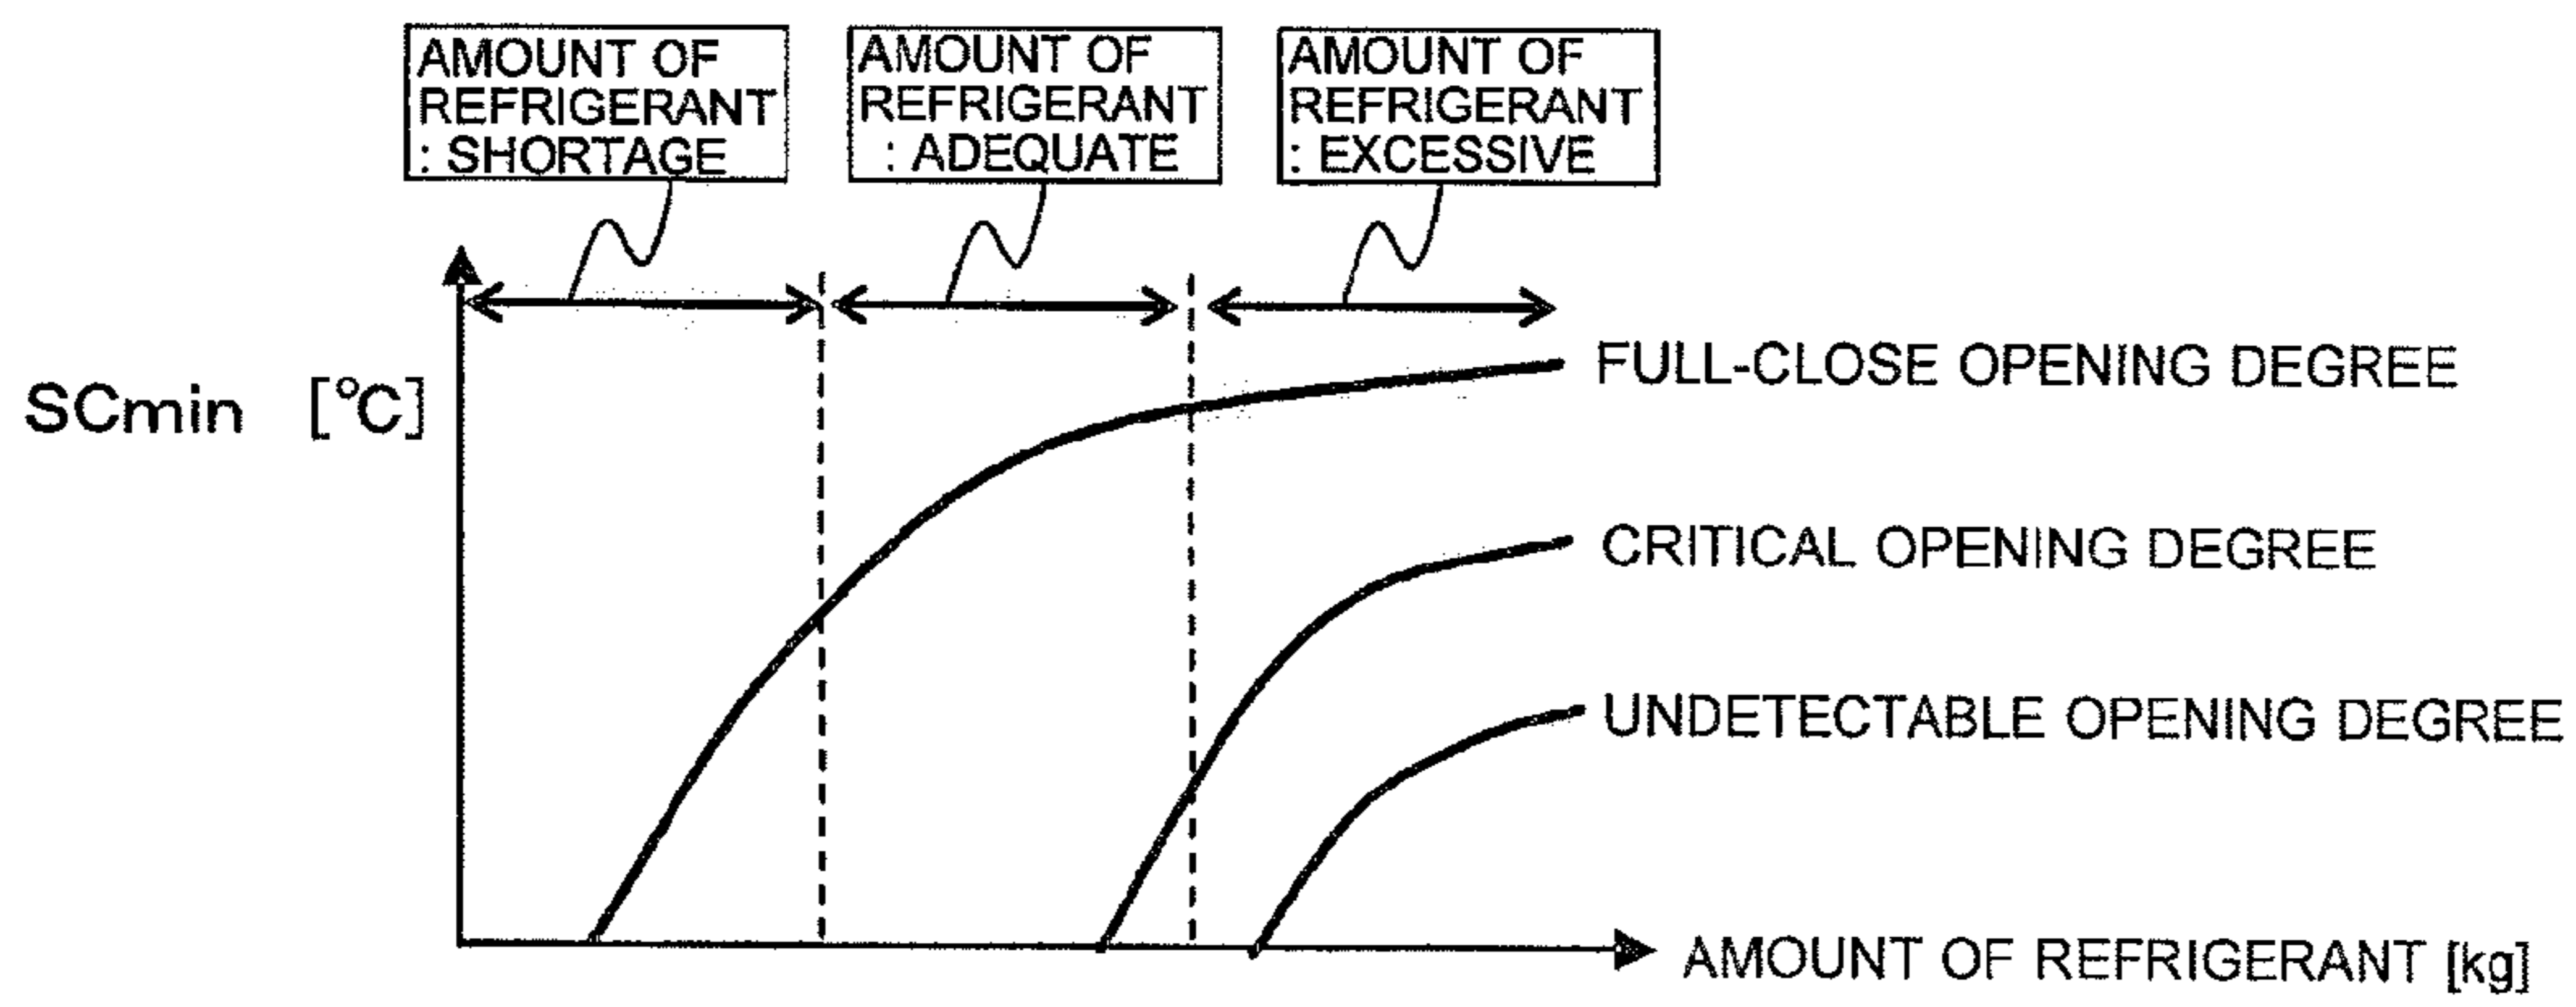 AMOUNT OF
REFRIGERANT
: SHORTAGE
AMOUNT OF
REFRIGERANT
: ADEQUATE
AMOUNT OF
REFRIGERANT
: EXCESSIVE
SCmin [°C]
FULL-CLOSE OPENING DEGREE
CRITICAL OPENING DEGREE
UNDETECTABLE OPENING DEGREE
AMOUNT OF REFRIGERANT [kg]